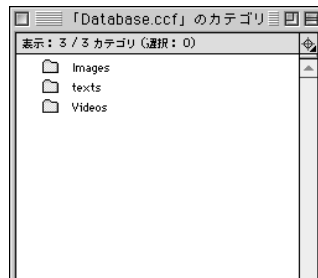 「Database.ccf」のカテゴリ
表示：3 / 3 カテゴリ（選択：0）
Images
texts
Videos